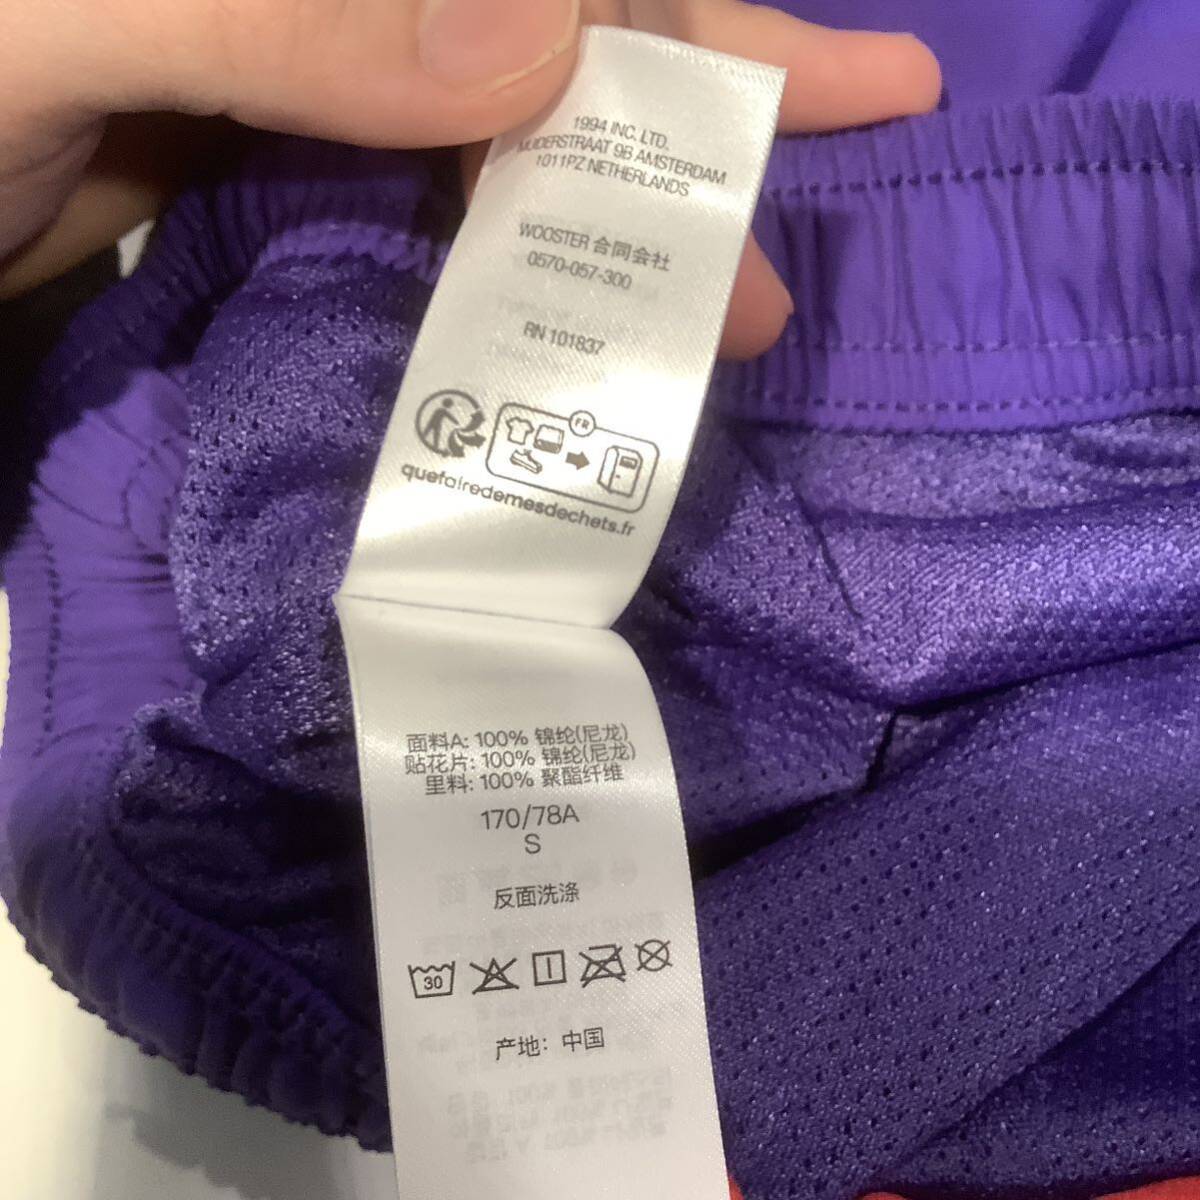 1994 INC. LTD.
MUIDERSTRAAT 9B AMSTERDAM
1011PZ NETHERLANDS
WOOSTER 合同会社
0570-057-300
RN 101837
FR
quefairedemesdechets.fr
面料A: 100% 锦纶(尼龙)
贴花片: 100% 锦纶(尼龙)
里料: 100% 聚酯纤维
170/78A
S
反面洗涤
30
产地: 中国